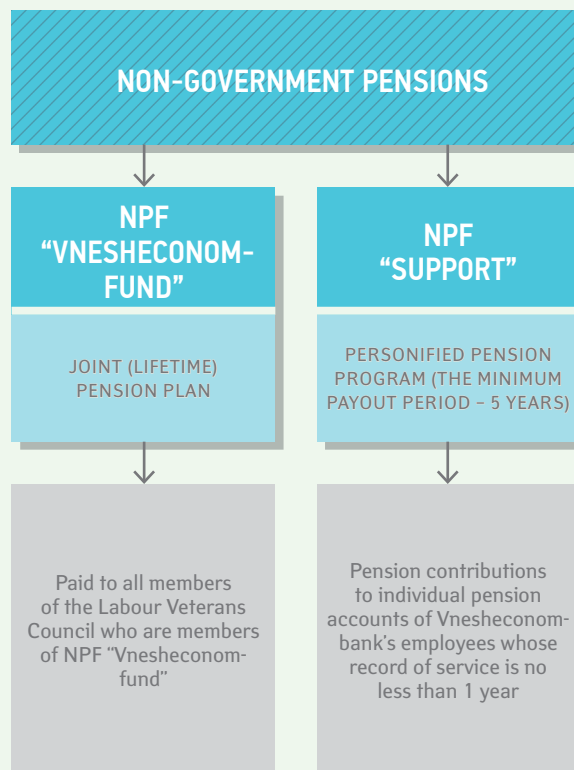 NON-GOVERNMENT PENSIONS
NPF
“VNESHECONOM-
FUND”
JOINT (LIFETIME)
PENSION PLAN
Paid to all members
of the Labour Veterans
Council who are members
of NPF “Vnesheconom-
fund”
NPF
“SUPPORT”
PERSONIFIED PENSION
PROGRAM (THE MINIMUM
PAYOUT PERIOD – 5 YEARS)
Pension contributions
to individual pension
accounts of Vnesheconom-
bank's employees whose
record of service is no
less than 1 year